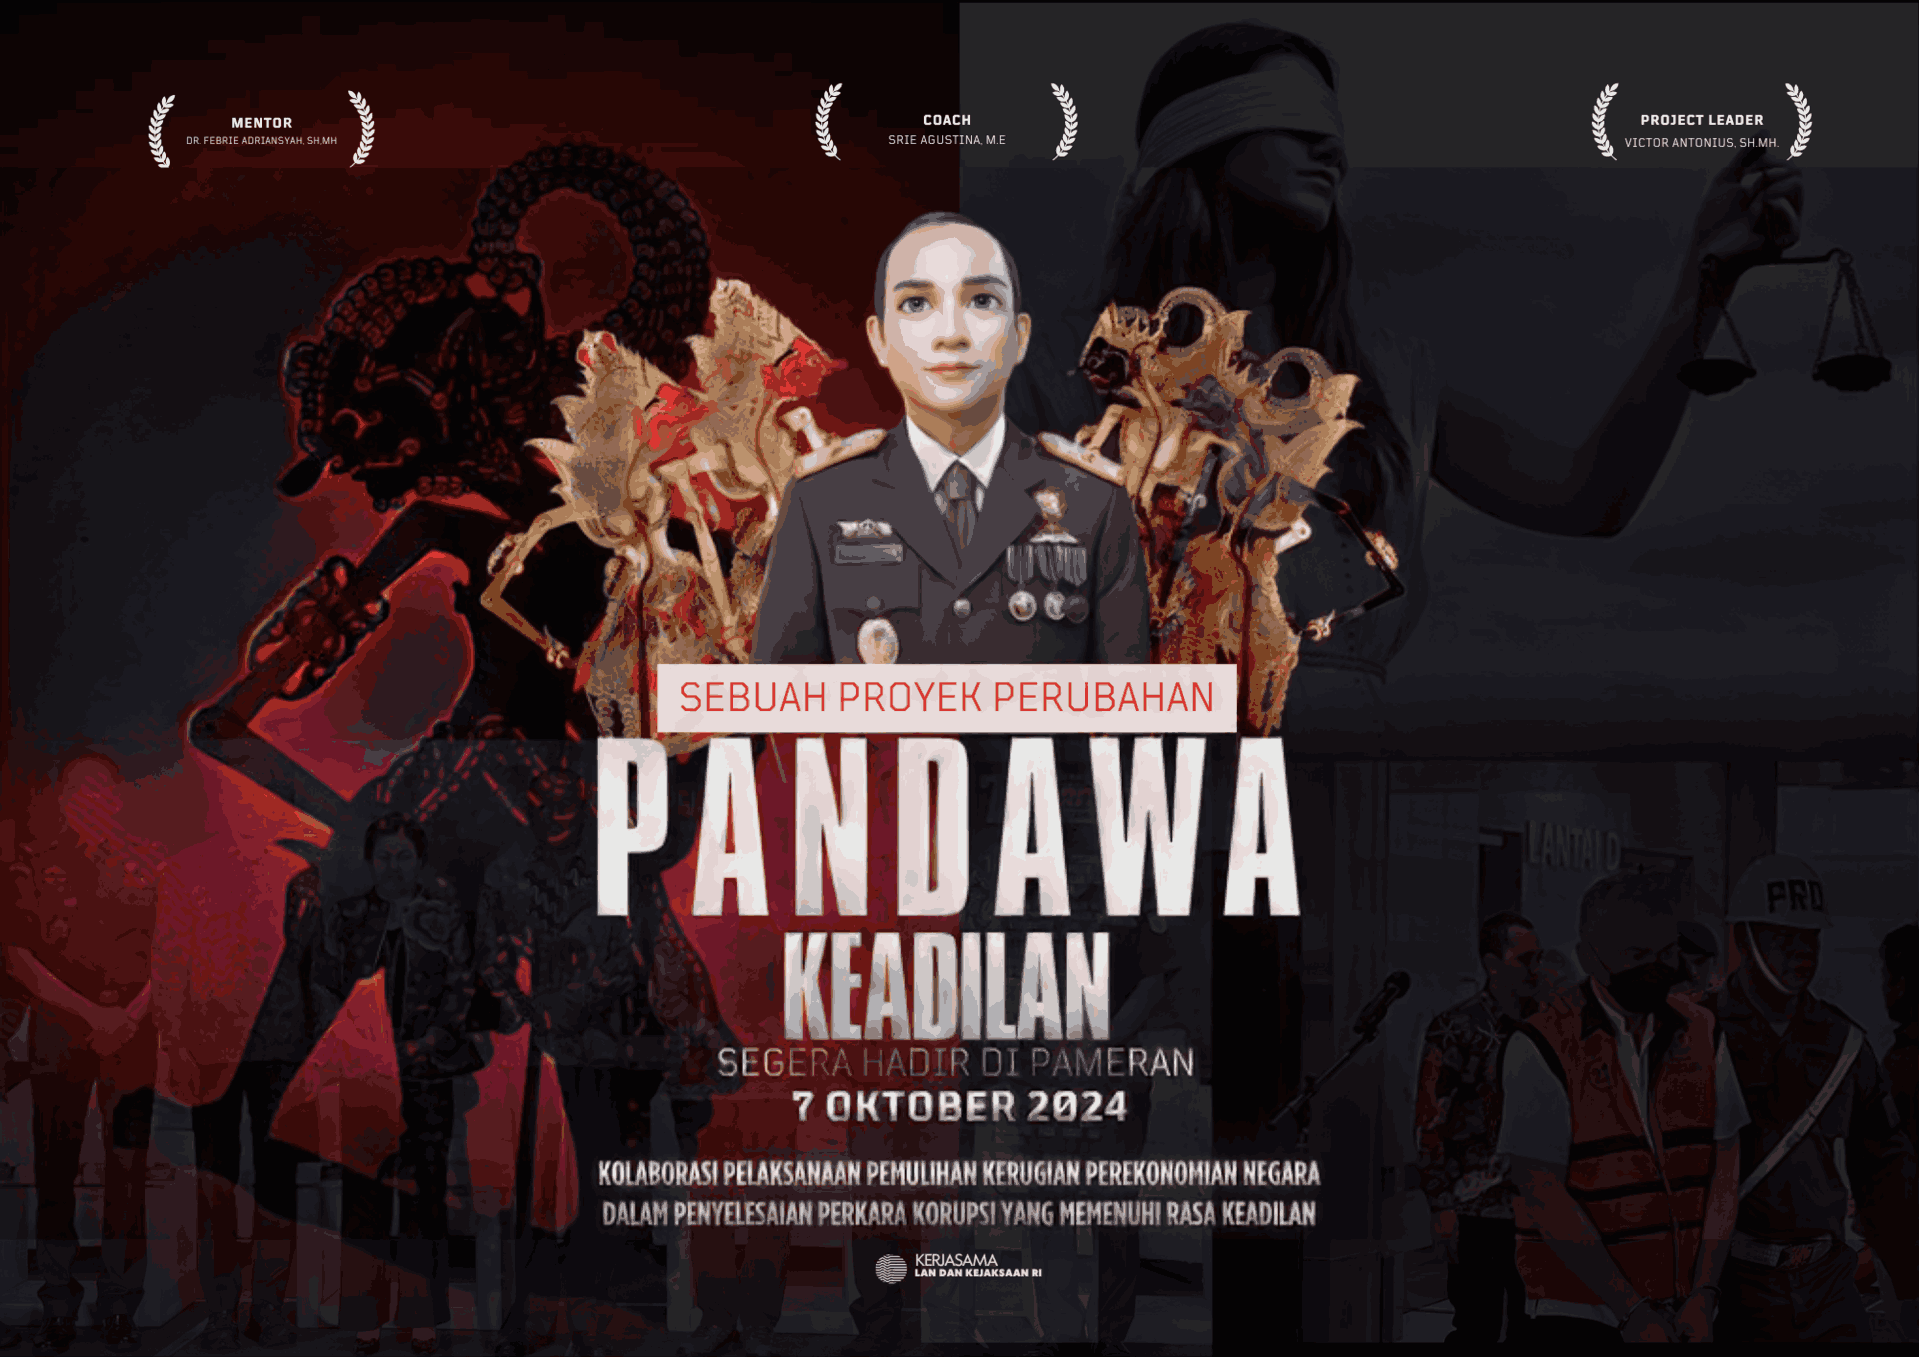 MENTOR
DR. FEBRIE ADRIANSYAH, SH,MH
COACH
SRIE AGUSTINA, M.E
PROJECT LEADER
VICTOR ANTONIUS, SH.MH.
SEBUAH PROYEK PERUBAHAN
PANDAWA
KEADILAN
SEGERA HADIR DI PAMERAN
7 OKTOBER 2024
KOLABORASI PELAKSANAAN PEMULIHAN KERUGIAN PEREKONOMIAN NEGARA
DALAM PENYELESAIAN PERKARA KORUPSI YANG MEMENUHI RASA KEADILAN
KERJASAMA
LAN DAN KEJAKSAAN RI
LANTAI D
PRO